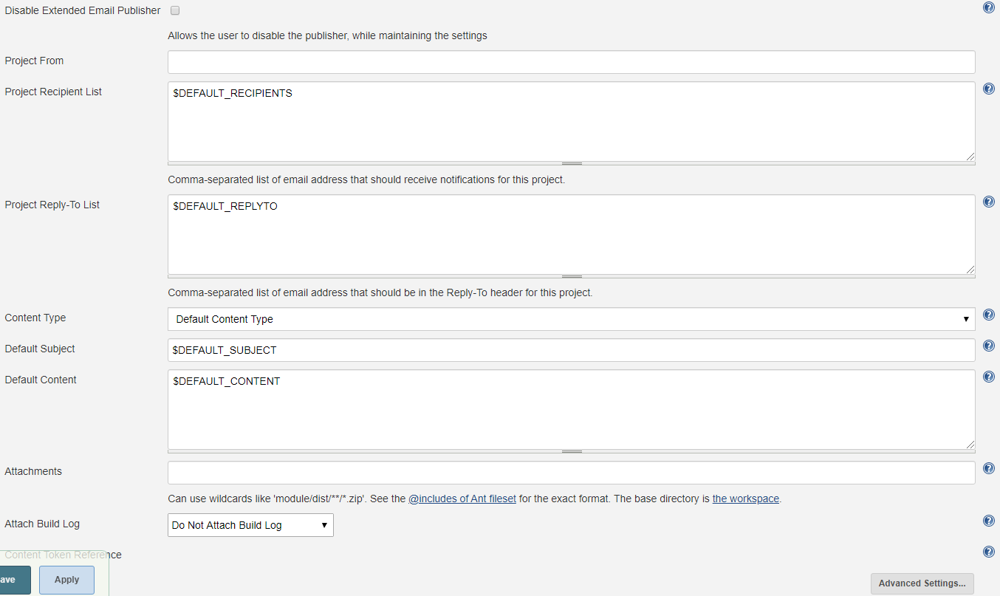 Disable Extended Email Publisher
Allows the user to disable the publisher, while maintaining the settings
Project From
Project Recipient List
$DEFAULT_RECIPIENTS
Comma-separated list of email address that should receive notifications for this project.
Project Reply-To List
$DEFAULT_REPLYTO
Comma-separated list of email address that should be in the Reply-To header for this project.
Content Type
Default Content Type
Default Subject
$DEFAULT_SUBJECT
Default Content
$DEFAULT_CONTENT
Attachments
Can use wildcards like 'module/dist/**/*.zip'. See the @includes of Ant fileset for the exact format. The base directory is the workspace.
Attach Build Log
Do Not Attach Build Log
Content Token Reference
ave
Apply
Advanced Settings...